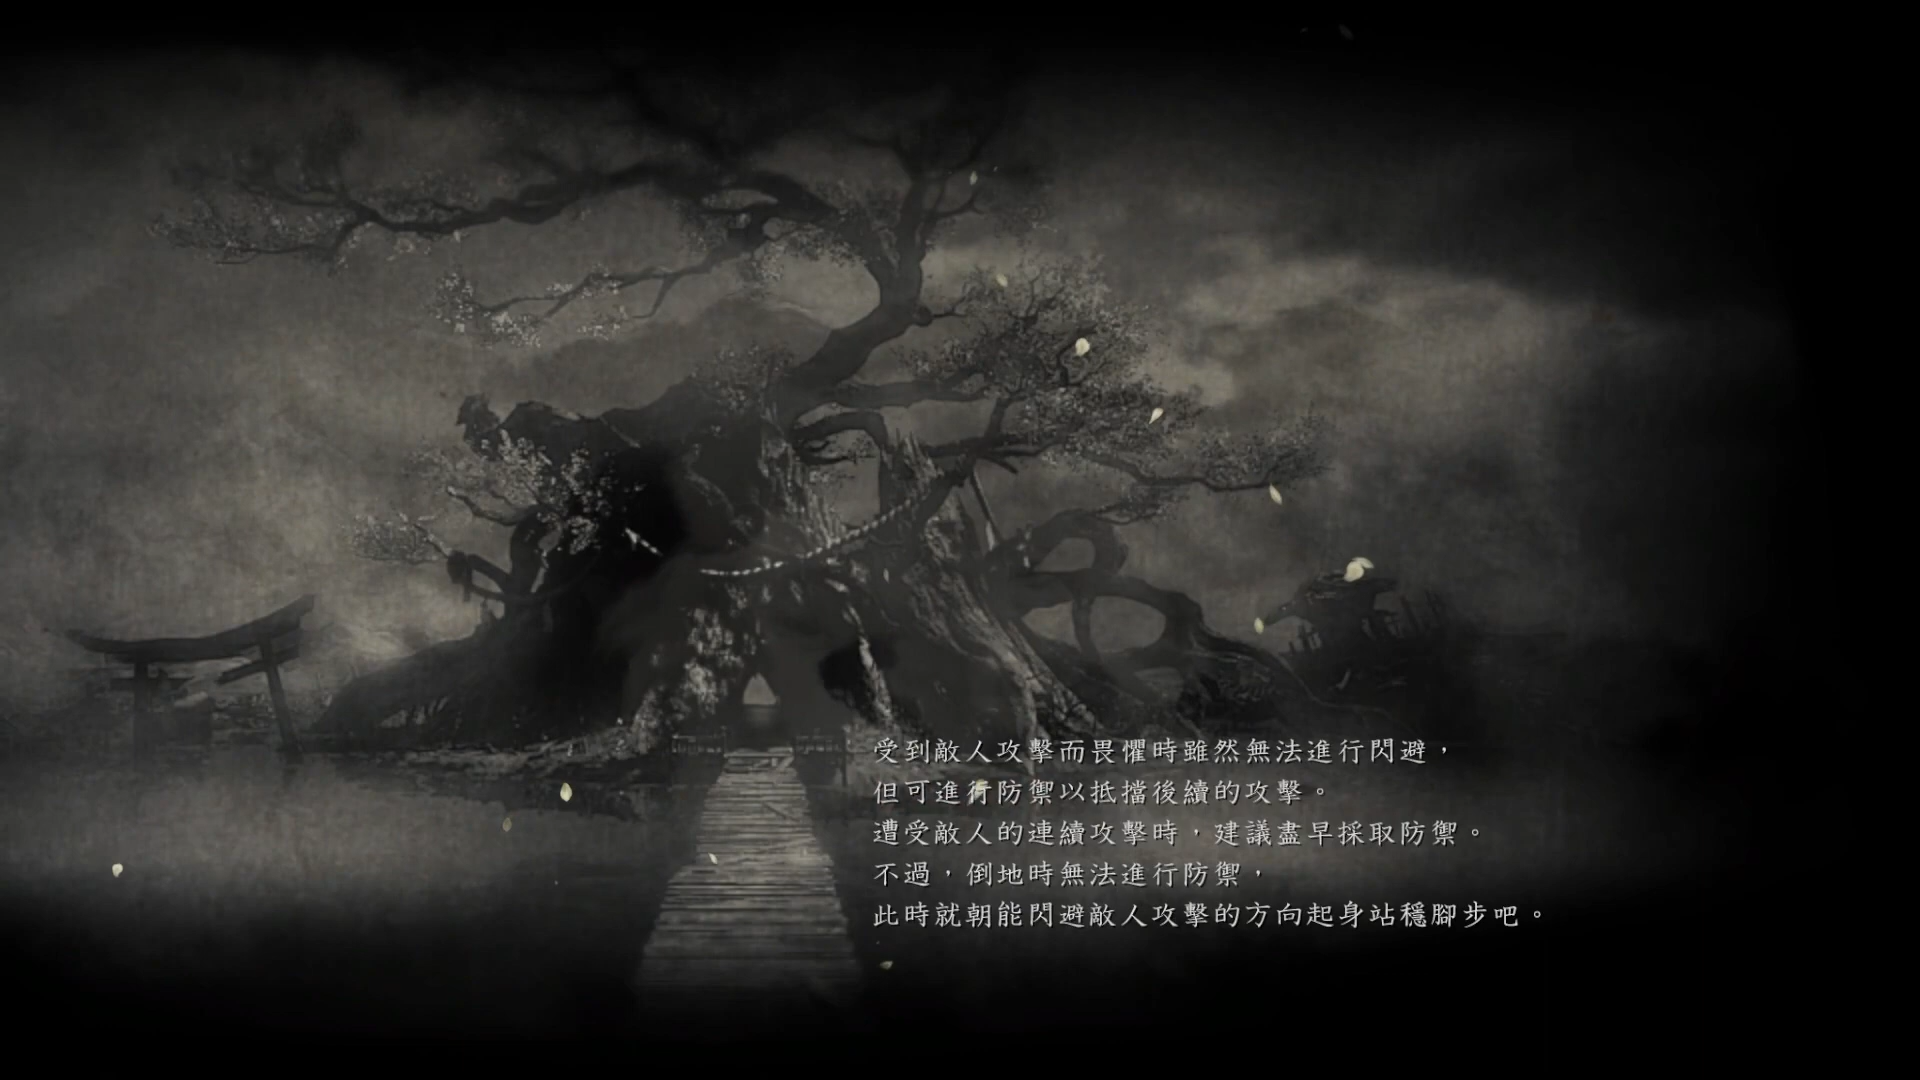 受到敵人攻擊而畏懼時雖然無法進行閃避，
但可進行防禦以抵擋後續的攻擊。
遭受敵人的連續攻擊時，建議盡早採取防禦。
不過，倒地時無法進行防禦，
此時就朝能閃避敵人攻擊的方向起身站穩腳步吧。